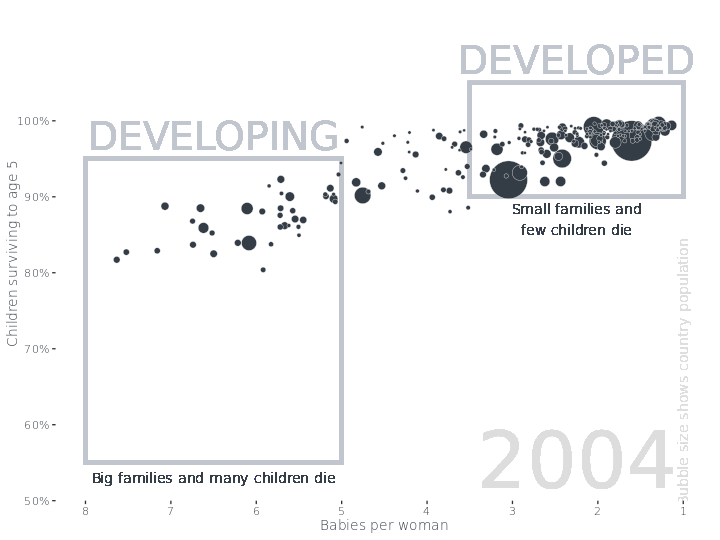 DEVELOPED
DEVELOPING
100%
90%
80%
70%
60%
50%
Children surviving to age 5
Small families and
few children die
Big families and many children die
2004
Bubble size shows country population
8
7
6
5
4
3
2
1
Babies per woman